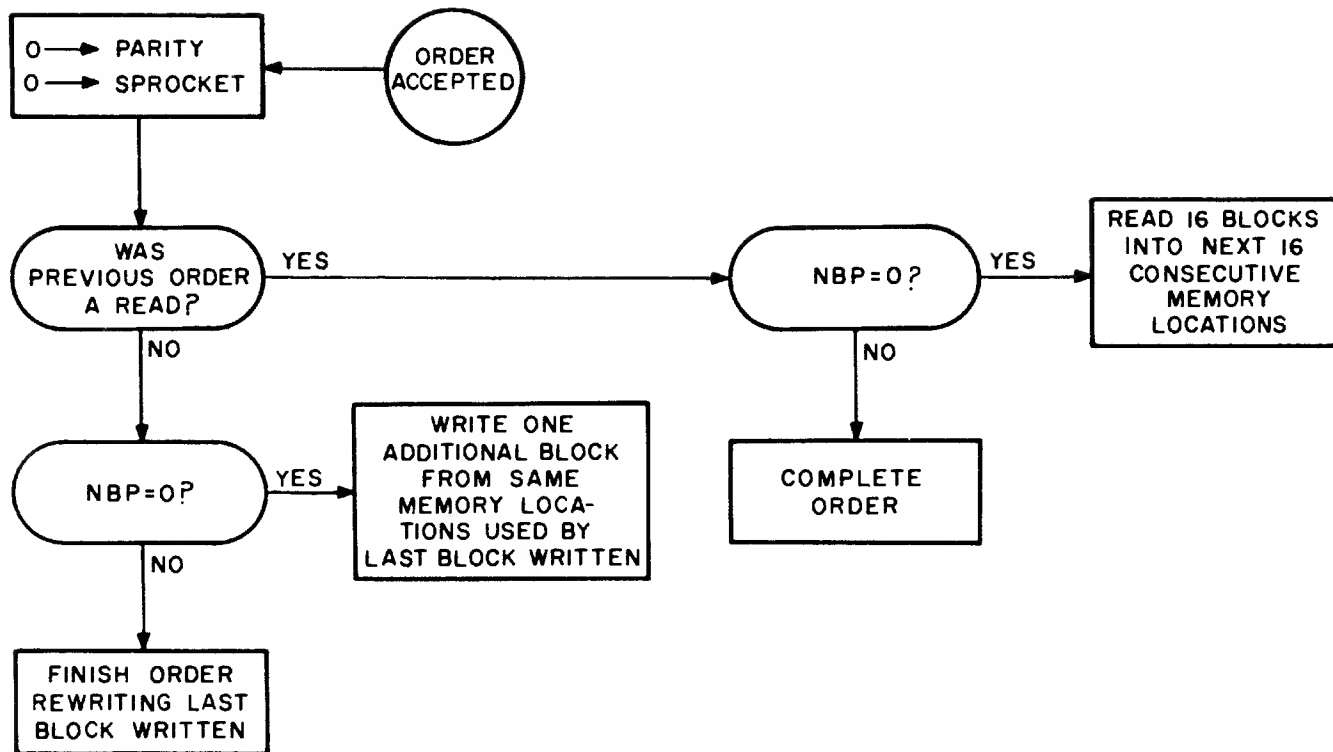 0 → PARITY
0 → SPROCKET
ORDER
ACCEPTED
WAS
PREVIOUS ORDER
A READ?
YES
NO
NBP=0?
YES
NO
READ 16 BLOCKS
INTO NEXT 16
CONSECUTIVE
MEMORY
LOCATIONS
COMPLETE
ORDER
NBP=0?
YES
NO
WRITE ONE
ADDITIONAL BLOCK
FROM SAME
MEMORY LOCA-
TIONS USED BY
LAST BLOCK WRITTEN
FINISH ORDER
REWRITING LAST
BLOCK WRITTEN